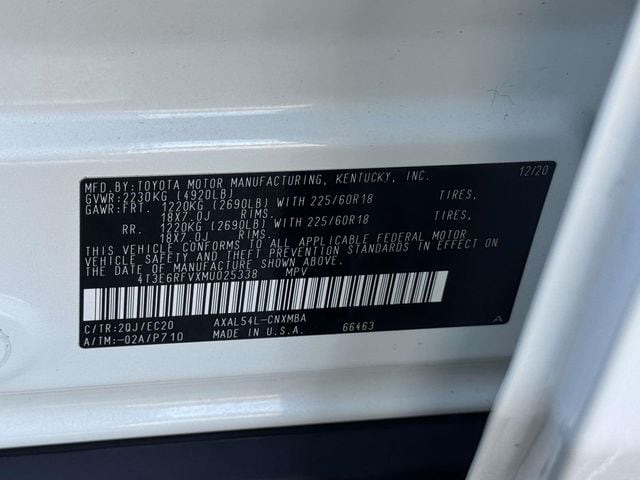 MFD. BY: TOYOTA MOTOR MANUFACTURING, KENTUCKY, INC. 12/20
GVWR: 2230KG (4920LB)
GAWR: FRT. 1220KG (2690LB) WITH 225/60R18 TIRES,
18X7.0J RIMS.
RR. 1220KG (2690LB) WITH 225/60R18 TIRES,
18X7.0J RIMS.
THIS VEHICLE CONFORMS TO ALL APPLICABLE FEDERAL MOTOR
VEHICLE SAFETY AND THEFT PREVENTION STANDARDS IN EFFECT ON
THE DATE OF MANUFACTURE SHOWN ABOVE.
4T3E6RFVXMU025338 MPV
C/TR: 2QJ/EC20 AXAL54L-CNXMBA
A/TM: -02A/P710 MADE IN U.S.A. 66463 A